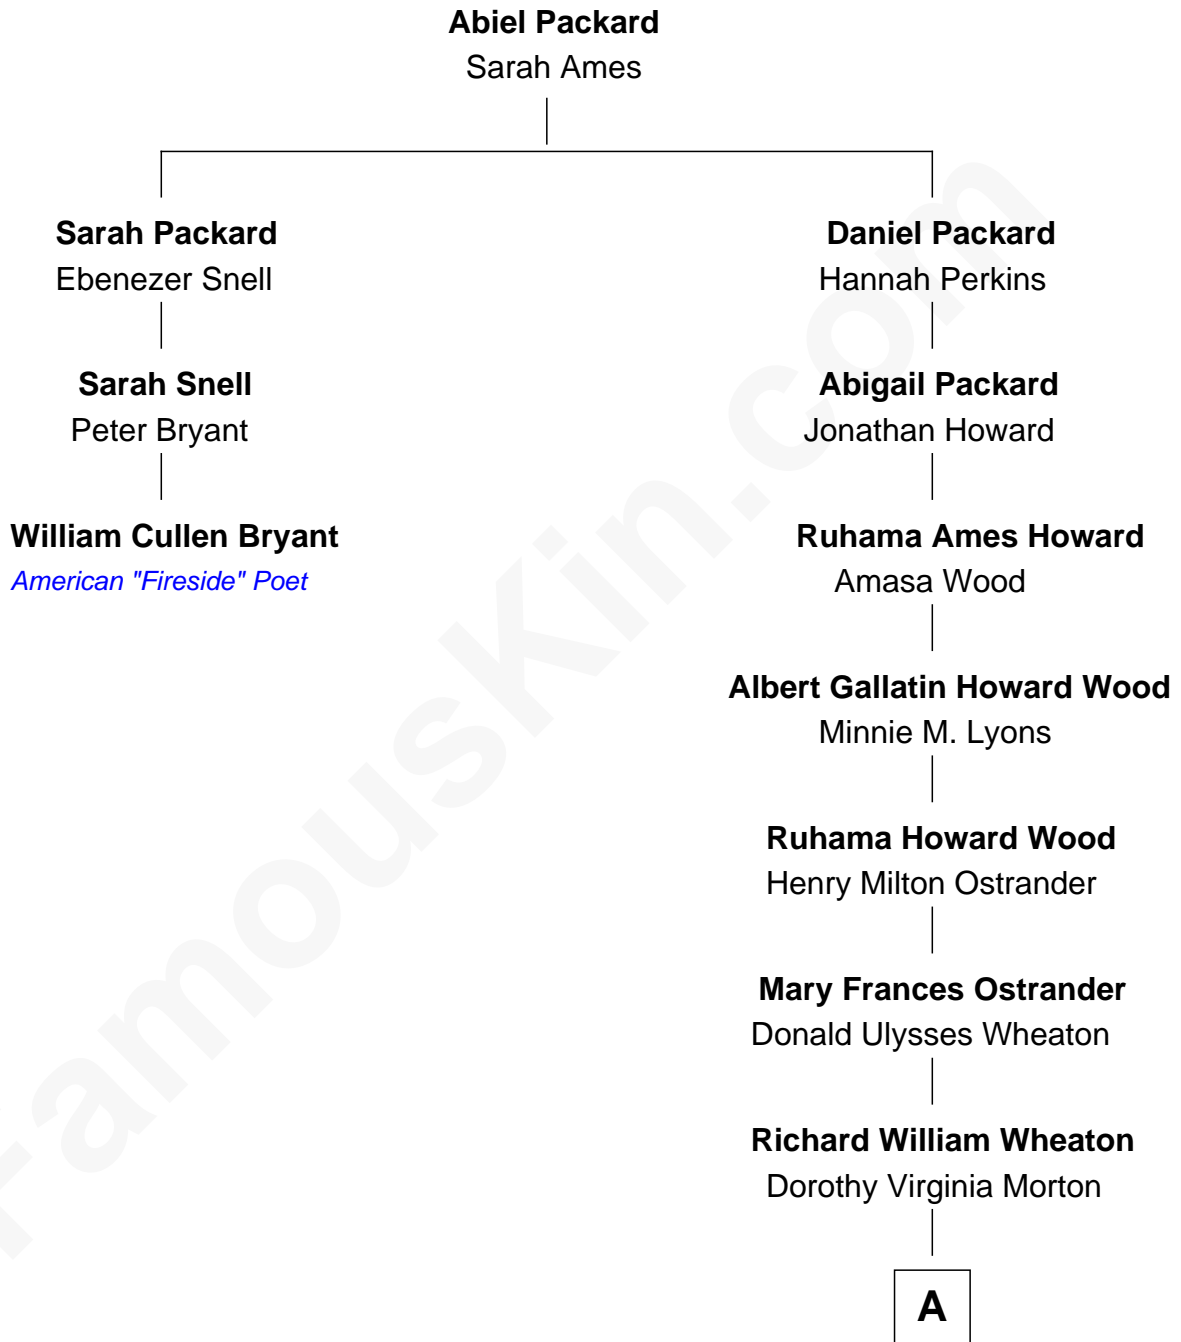 Abiel Packard
Sarah Ames
Sarah Packard
Ebenezer Snell
Daniel Packard
Hannah Perkins
Sarah Snell
Peter Bryant
Abigail Packard
Jonathan Howard
William Cullen Bryant
American "Fireside" Poet
Ruhama Ames Howard
Amasa Wood
Albert Gallatin Howard Wood
Minnie M. Lyons
Ruhama Howard Wood
Henry Milton Ostrander
Mary Frances Ostrander
Donald Ulysses Wheaton
Richard William Wheaton
Dorothy Virginia Morton
A
FamousKin.com